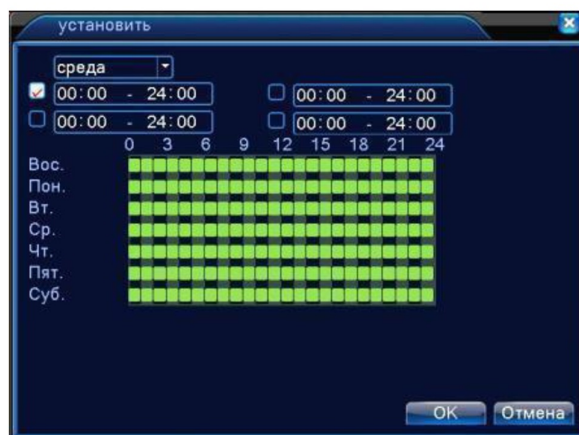 установить
среда
00:00 - 24:00 00:00 - 24:00
00:00 - 24:00 00:00 - 24:00
0 3 6 9 12 15 18 21 24
Вос.
Пон.
Вт.
Ср.
Чт.
Пят.
Суб.
OK Отмена